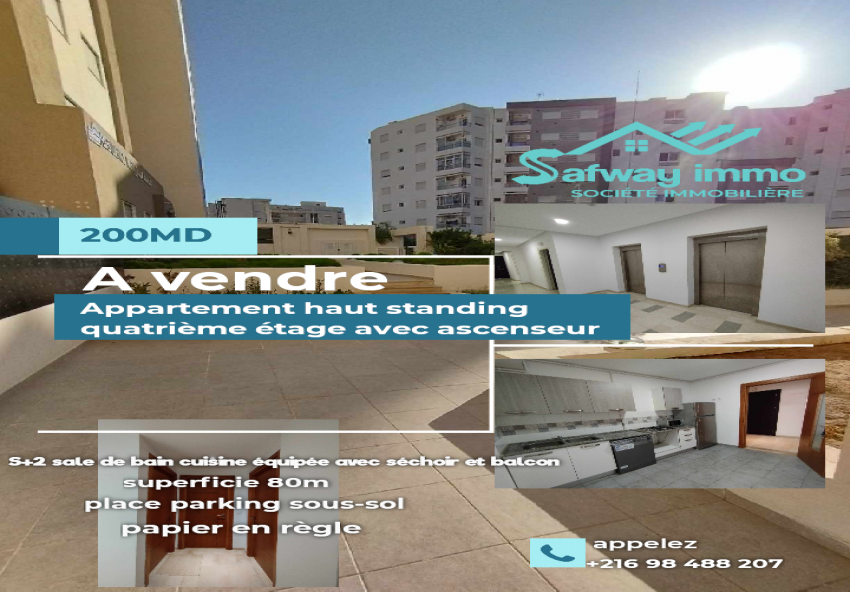 Safway immo
SOCIÉTÉ IMMOBILIÈRE
200MD
A vendre
Appartement haut standing
quatrième étage avec ascenseur
S+2 sale de bain cuisine équipée avec séchoir et balcon
superficie 80m
place parking sous-sol
papier en règle
appelez
+216 98 488 207